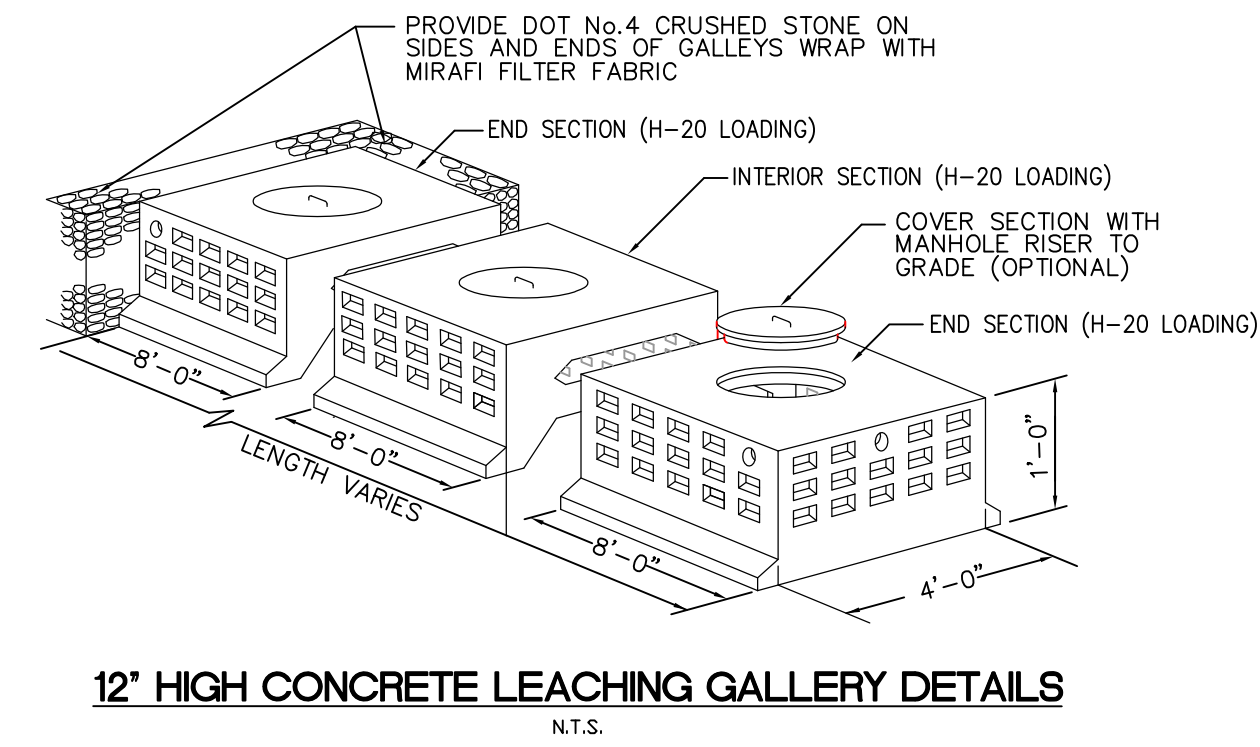 PROVIDE DOT No.4 CRUSHED STONE ON
SIDES AND ENDS OF GALLEYS WRAP WITH
MIRAFI FILTER FABRIC
END SECTION (H-20 LOADING)
INTERIOR SECTION (H-20 LOADING)
COVER SECTION WITH
MANHOLE RISER TO
GRADE (OPTIONAL)
END SECTION (H-20 LOADING)
8'-0"
8'-0"
LENGTH VARIES
8'-0"
4'-0"
1'-0"
12" HIGH CONCRETE LEACHING GALLERY DETAILS
N.T.S.